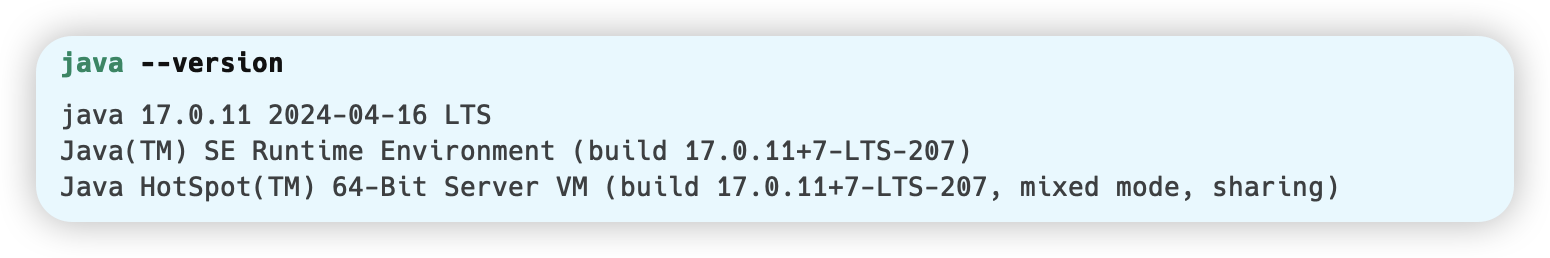 java --version
java 17.0.11 2024-04-16 LTS
Java(TM) SE Runtime Environment (build 17.0.11+7-LTS-207)
Java HotSpot(TM) 64-Bit Server VM (build 17.0.11+7-LTS-207, mixed mode, sharing)